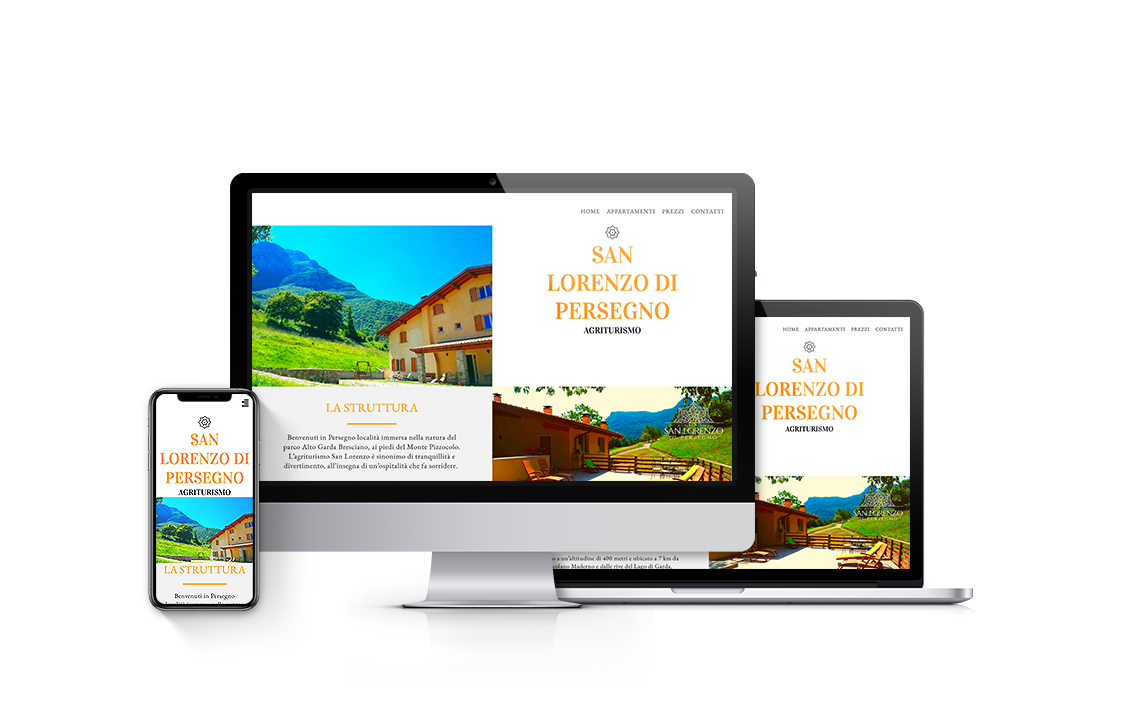 HOME APPARTAMENTI PREZZI CONTATTI
SAN
LORENZO DI
PERSEGNO
AGRITURISMO
LA STRUTTURA
Benvenuti in Persegno località immersa nella natura del
parco Alto Garda Bresciano, ai piedi del Monte Pizzocolo.
L'agriturismo San Lorenzo è sinonimo di tranquillità e
divertimento, all'insegna di un'ospitalità che fa sorridere.
SAN LORENZO
DI PERSEGNO
HOME APPARTAMENTI PREZZI CONTATTI
SAN
LORENZO DI
PERSEGNO
AGRITURISMO
SAN LORENZO
DI PERSEGNO
a un'altitudine di 400 metri e ubicato a 7 km da
Maderno e dalle rive del Lago di Garda,
SAN
LORENZO DI
PERSEGNO
AGRITURISMO
LA STRUTTURA
Benvenuti in Persegno